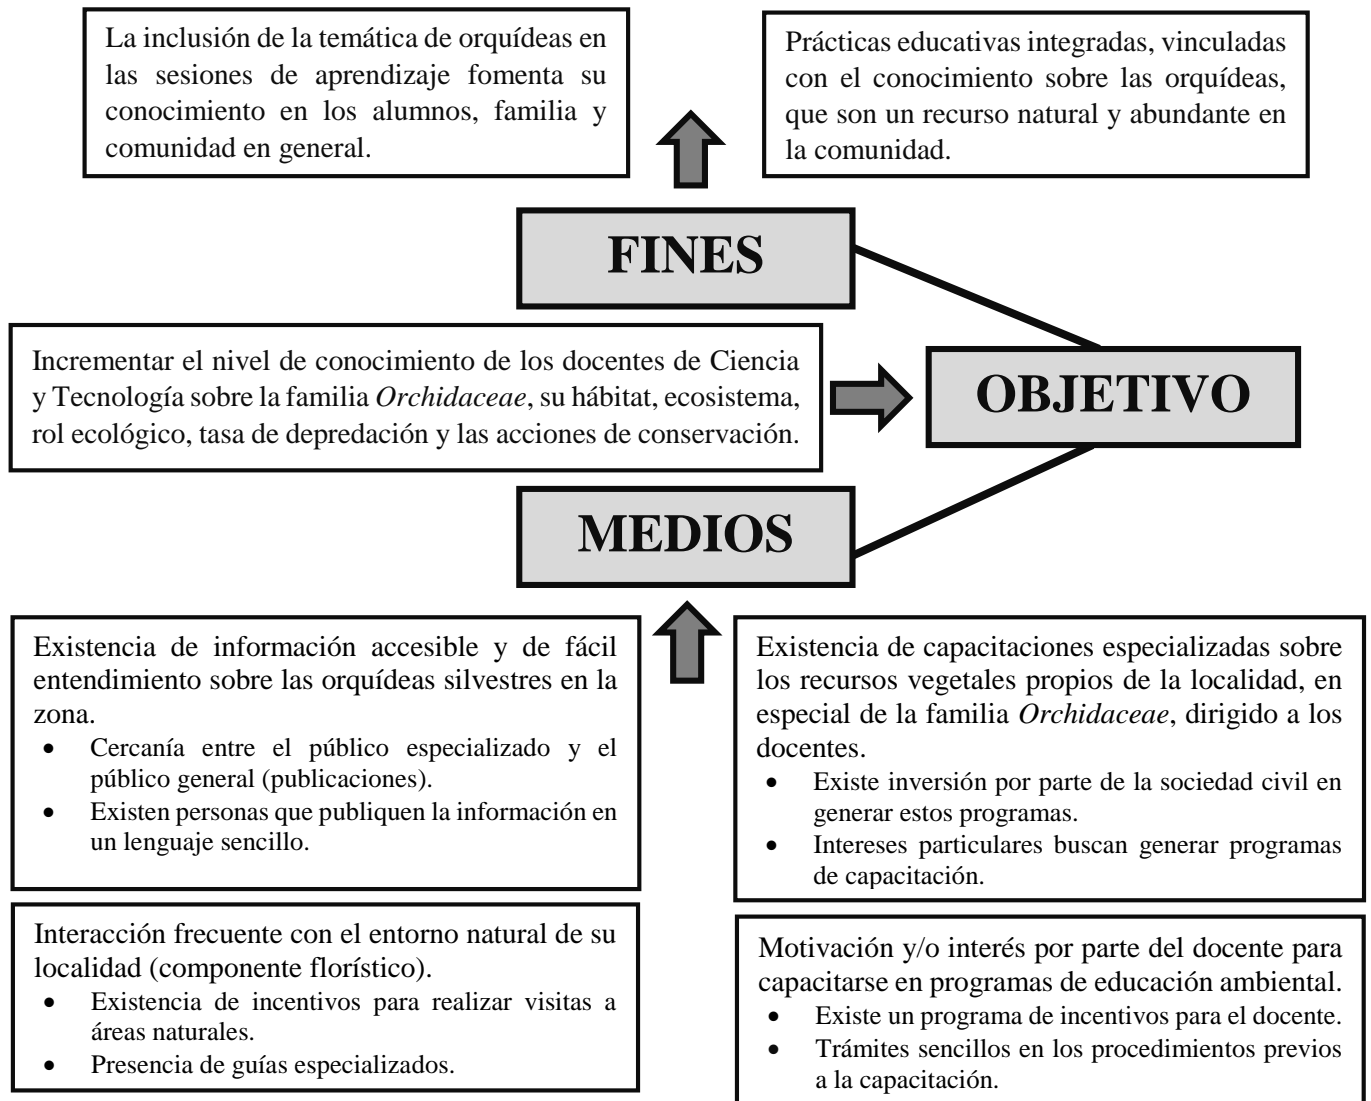 La inclusión de la temática de orquídeas en
las sesiones de aprendizaje fomenta su
conocimiento en los alumnos, familia y
comunidad en general.
Prácticas educativas integradas, vinculadas
con el conocimiento sobre las orquídeas,
que son un recurso natural y abundante en
la comunidad.
FINES
Incrementar el nivel de conocimiento de los docentes de Ciencia
y Tecnología sobre la familia Orchidaceae, su hábitat, ecosistema,
rol ecológico, tasa de depredación y las acciones de conservación.
OBJETIVO
MEDIOS
Existencia de información accesible y de fácil
entendimiento sobre las orquídeas silvestres en la
zona.
• Cercanía entre el público especializado y el
público general (publicaciones).
• Existen personas que publiquen la información en
un lenguaje sencillo.
Existencia de capacitaciones especializadas sobre
los recursos vegetales propios de la localidad, en
especial de la familia Orchidaceae, dirigido a los
docentes.
• Existe inversión por parte de la sociedad civil en
generar estos programas.
• Intereses particulares buscan generar programas
de capacitación.
Interacción frecuente con el entorno natural de su
localidad (componente florístico).
• Existencia de incentivos para realizar visitas a
áreas naturales.
• Presencia de guías especializados.
Motivación y/o interés por parte del docente para
capacitarse en programas de educación ambiental.
• Existe un programa de incentivos para el docente.
• Trámites sencillos en los procedimientos previos
a la capacitación.